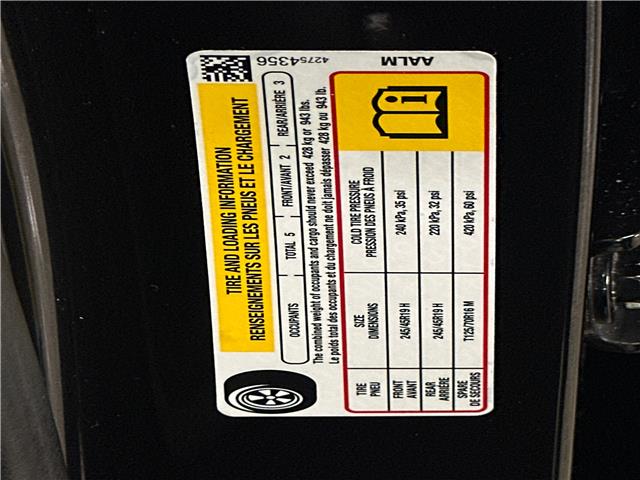 42754356
AALM
TIRE AND LOADING INFORMATION
RENSEIGNEMENTS SUR LES PNEUS ET LE CHARGEMENT
OCCUPANTS TOTAL 5 FRONT/AVANT 2 REAR/ARRIÈRE 3
The combined weight of occupants and cargo should never exceed 428 kg or 943 lbs.
Le poids total des occupants et du chargement ne doit jamais dépasser 428 kg ou 943 lb.
TIRE SIZE COLD TIRE PRESSURE
PNEU DIMENSIONS PRESSION DES PNEUS À FROID
FRONT
AVANT 245/45R19 H 240 kPa, 35 psi
REAR
ARRIÈRE 245/45R19 H 220 kPa, 32 psi
SPARE
DE SECOURS T125/70R16 M 420 kPa, 60 psi
i